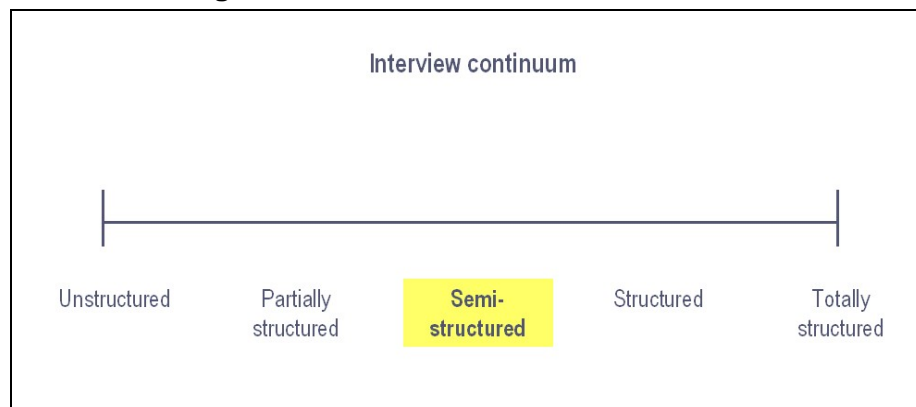 Interview continuum
Unstructured
Partially
structured
Semi-
structured
Structured
Totally
structured